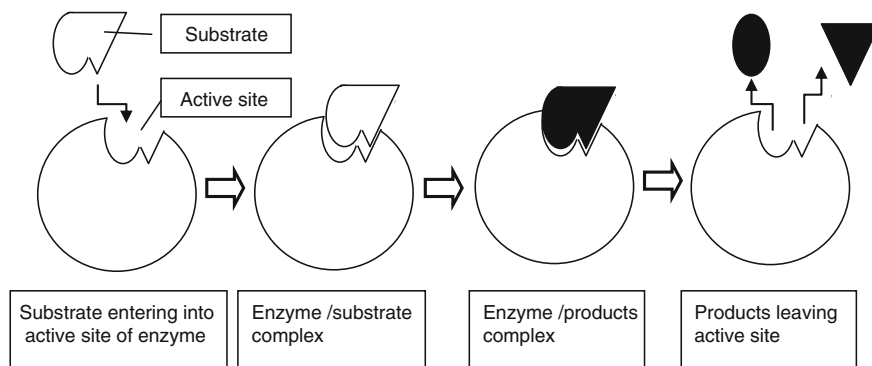 Substrate
Active site
Substrate entering into
active site of enzyme
Enzyme /substrate
complex
Enzyme /products
complex
Products leaving
active site